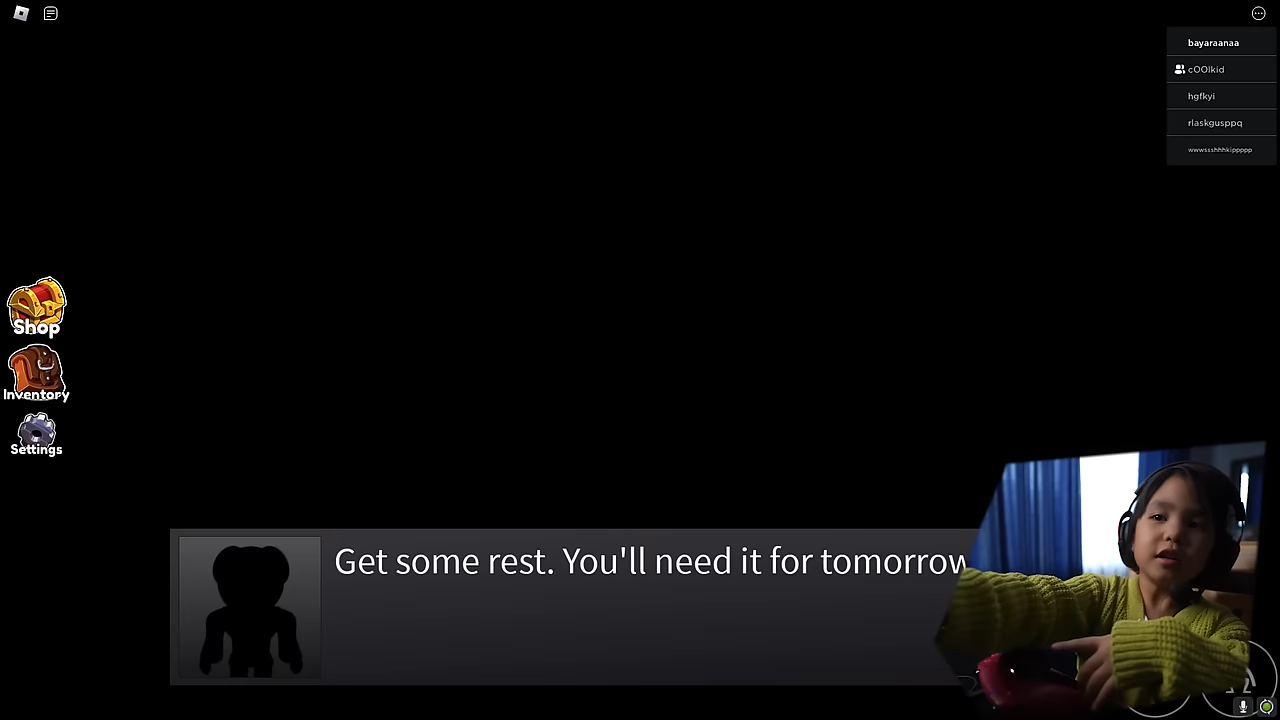 bayaraanaa
cOOlkid
hgfkyi
rlaskgusppq
wwwssshhhkippppp
Shop
Inventory
Settings
Get some rest. You'll need it for tomorrow